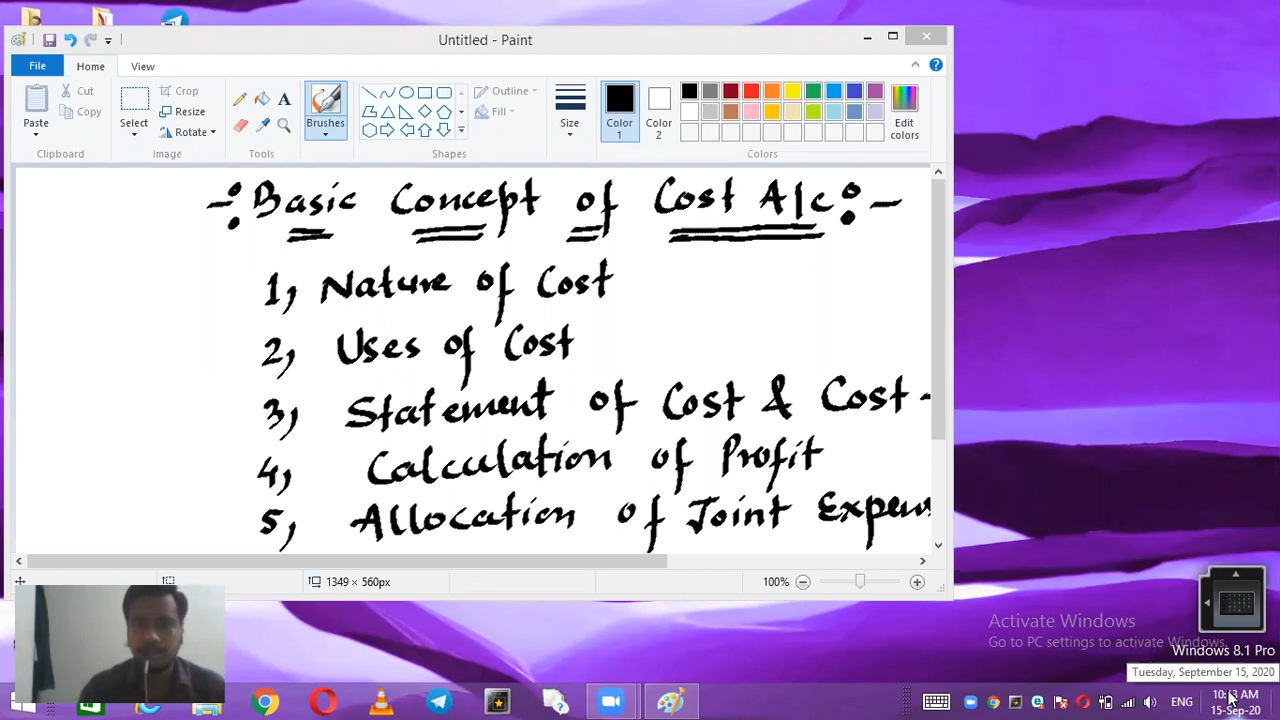 Untitled - Paint
File Home View
Paste Cut Copy Clipboard
Select Crop Resize Rotate Image
Tools
Brushes
Outline Fill Shapes
Size
Color 1 Color 2 Edit colors Colors
-: Basic Concept of Cost A/c :-
1, Nature of Cost
2, Uses of Cost
3, Statement of Cost & Cost -
4, Calculation of Profit
5, Allocation of Joint Expens
1349 × 560px 100%
Activate Windows
Go to PC settings to activate Windows.
Windows 8.1 Pro
Tuesday, September 15, 2020
ENG
15-Sep-20